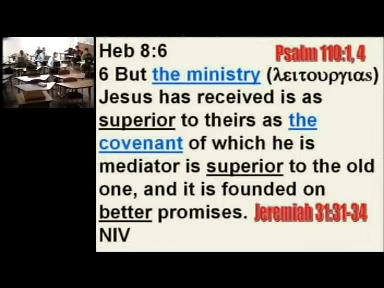 Heb 8:6 Psalm 110:1, 4
6 But the ministry (λειτουργιας)
Jesus has received is as
superior to theirs as the
covenant of which he is
mediator is superior to the old
one, and it is founded on
better promises. Jeremiah 31:31-34
NIV